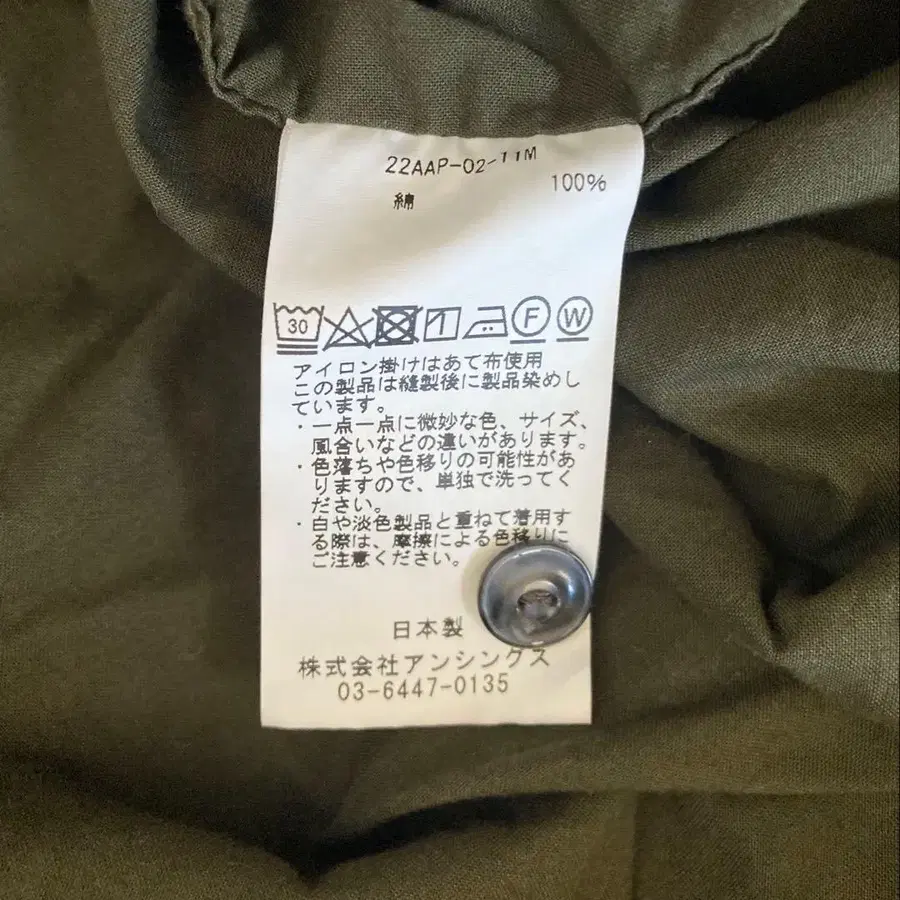 22AAP-02-11M
綿 100%
30 F W
アイロン掛けはあて布使用
この製品は縫製後に製品染めし
ています。
・一点一点に微妙な色、サイズ、
風合いなどの違いがあります。
・色落ちや色移りの可能性があ
りますので、単独で洗ってく
ださい。
・白や淡色製品と重ねて着用す
る際は、摩擦による色移りに
ご注意ください。
日本製
株式会社アンシングス
03-6447-0135